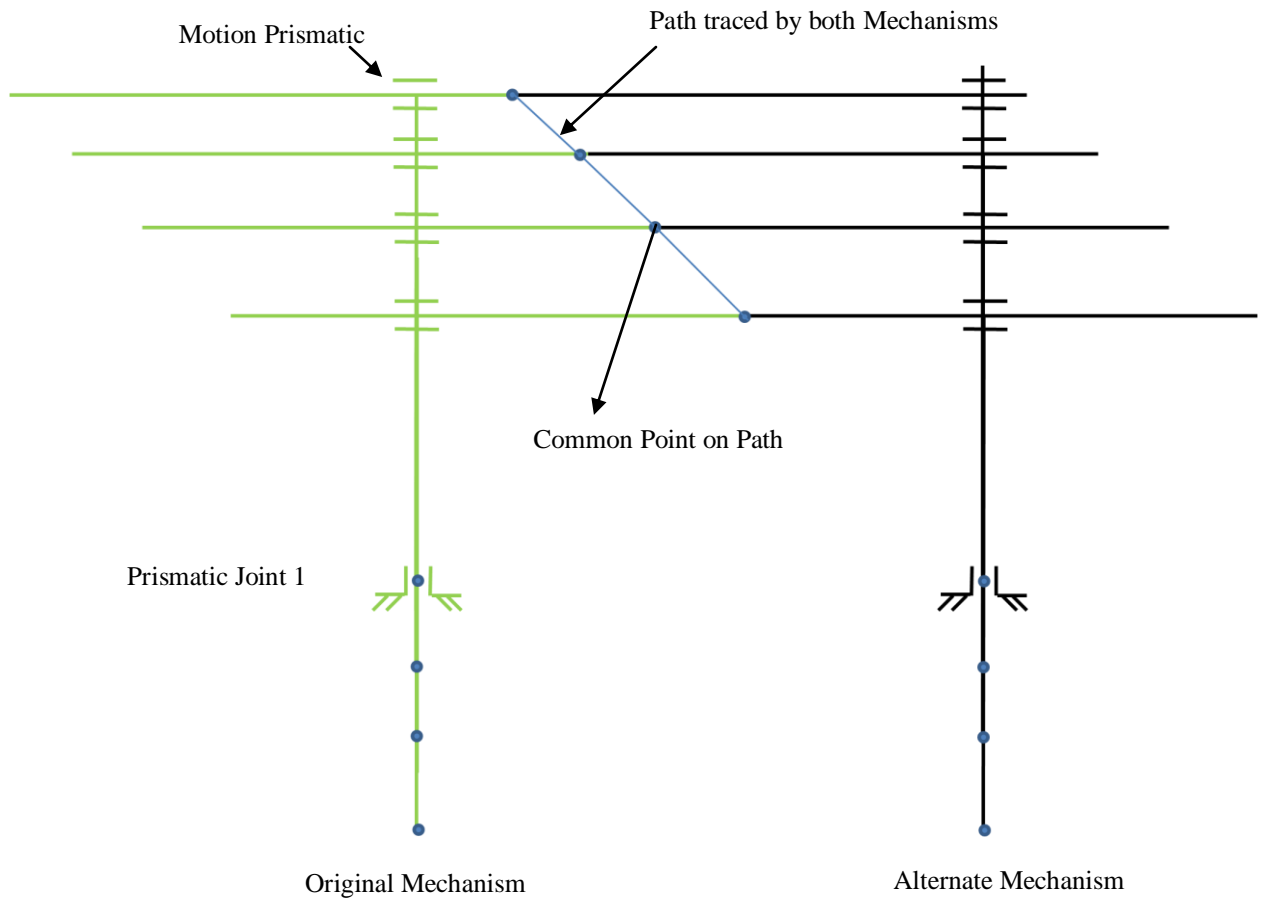 Path traced by both Mechanisms
Motion Prismatic
Common Point on Path
Prismatic Joint 1
Original Mechanism
Alternate Mechanism